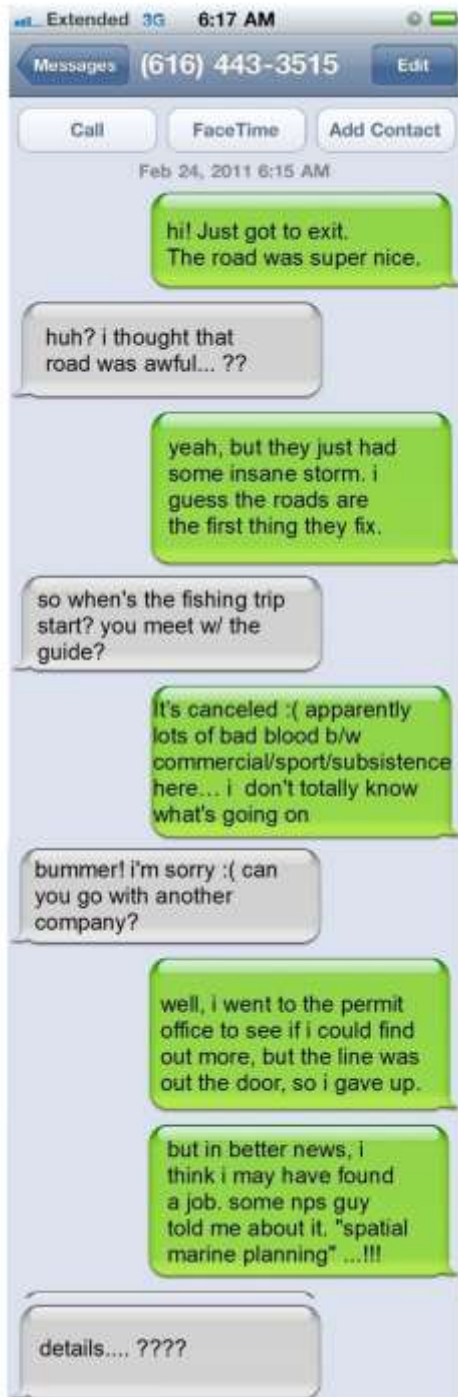 Extended 3G 6:17 AM
Messages (616) 443-3515 Edit
Call FaceTime Add Contact
Feb 24, 2011 6:15 AM
hi! Just got to exit.
The road was super nice.
huh? i thought that
road was awful... ??
yeah, but they just had
some insane storm. i
guess the roads are
the first thing they fix.
so when's the fishing trip
start? you meet w/ the
guide?
It's canceled :( apparently
lots of bad blood b/w
commercial/sport/subsistence
here... i don't totally know
what's going on
bummer! i'm sorry :( can
you go with another
company?
well, i went to the permit
office to see if i could find
out more, but the line was
out the door, so i gave up.
but in better news, i
think i may have found
a job. some nps guy
told me about it. "spatial
marine planning" ...!!!
details.... ????